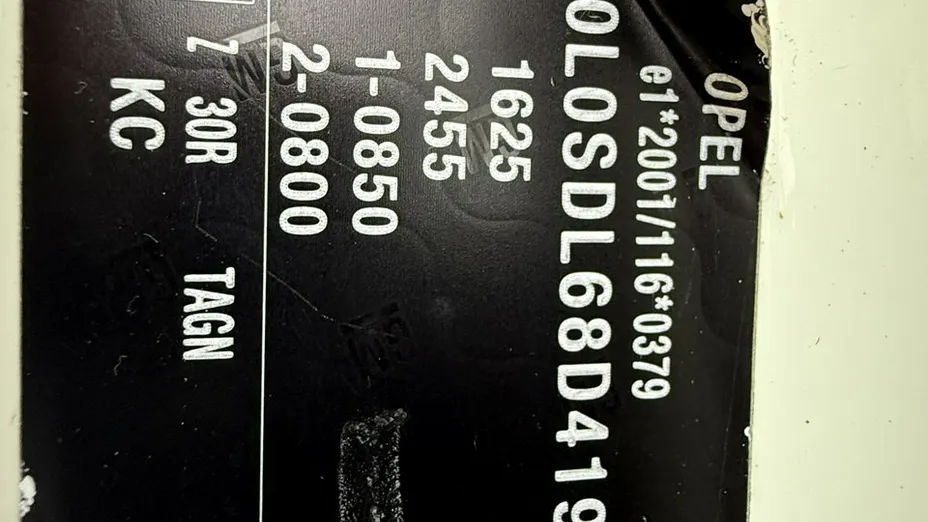 OPEL
e1*2001/116*0379
0L0SDL68D419
1625
2455
1-0850
2-0800
Z 30R TAGN
KC